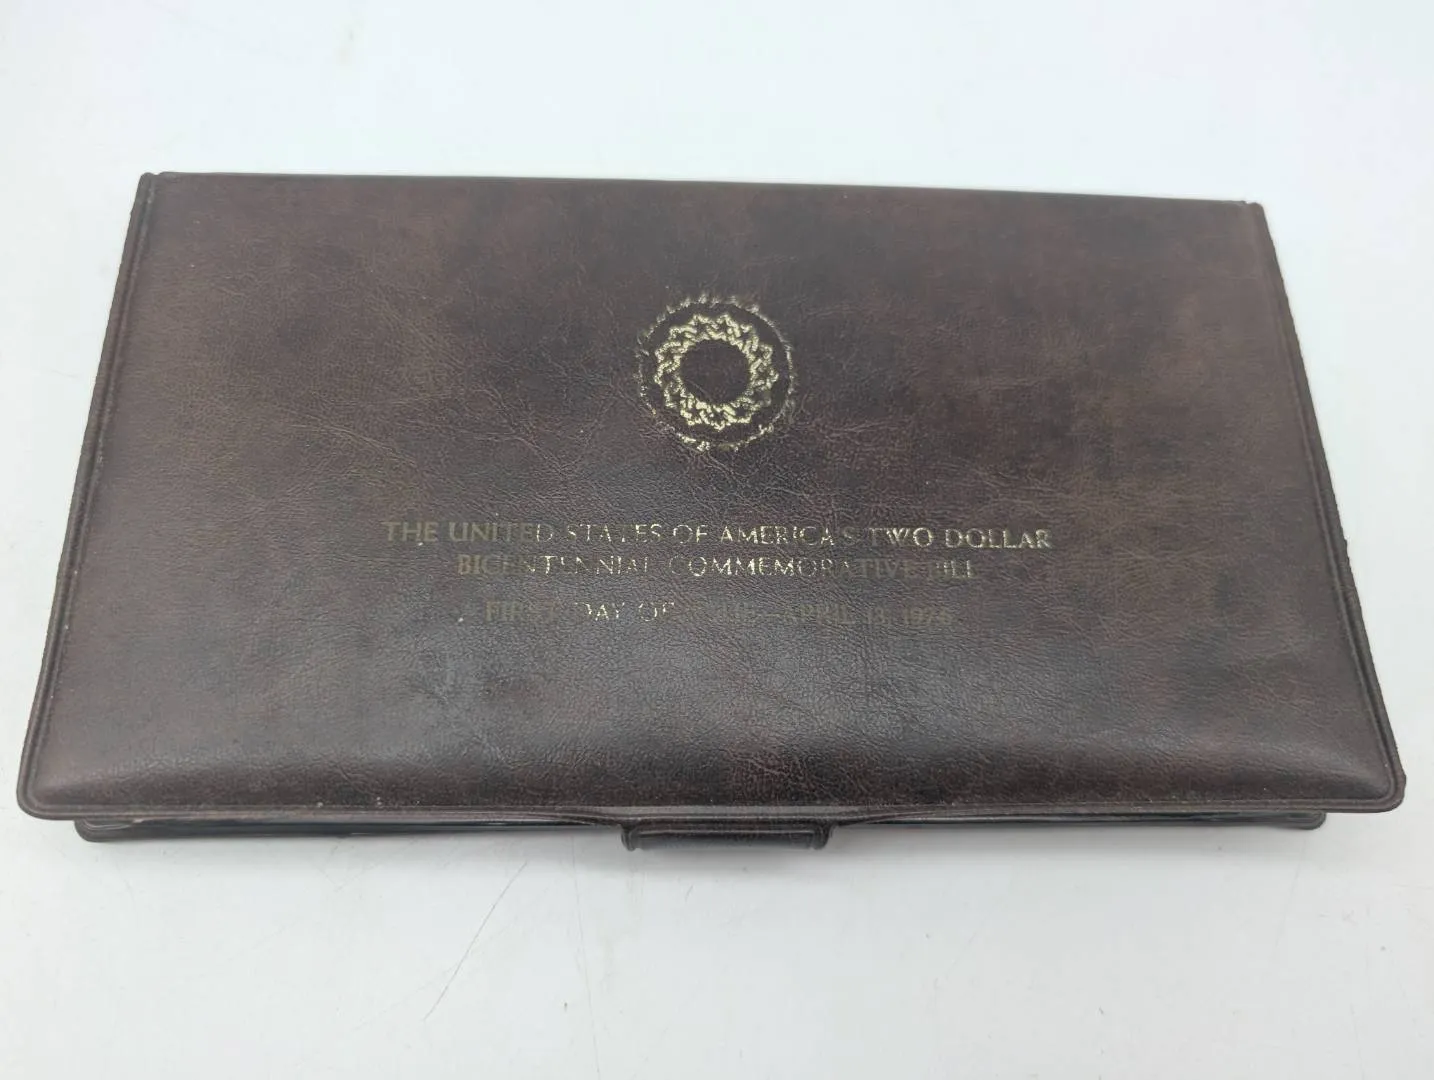 THE UNITED STATES OF AMERICA'S TWO DOLLAR
BICENTENNIAL COMMEMORATIVE BILL
FIRST DAY OF ISSUE—APRIL 13, 1976